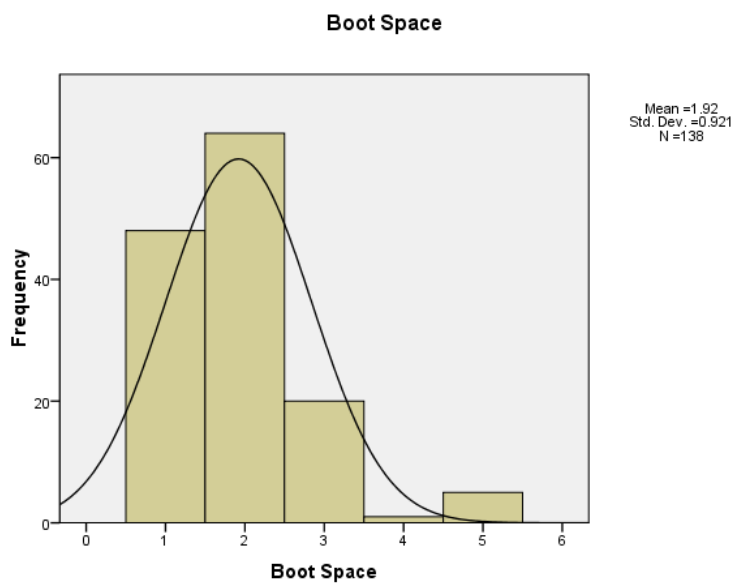 Boot Space
Mean =1.92
Std. Dev. =0.921
N =138
60
40
20
0
Frequency
0 1 2 3 4 5 6
Boot Space